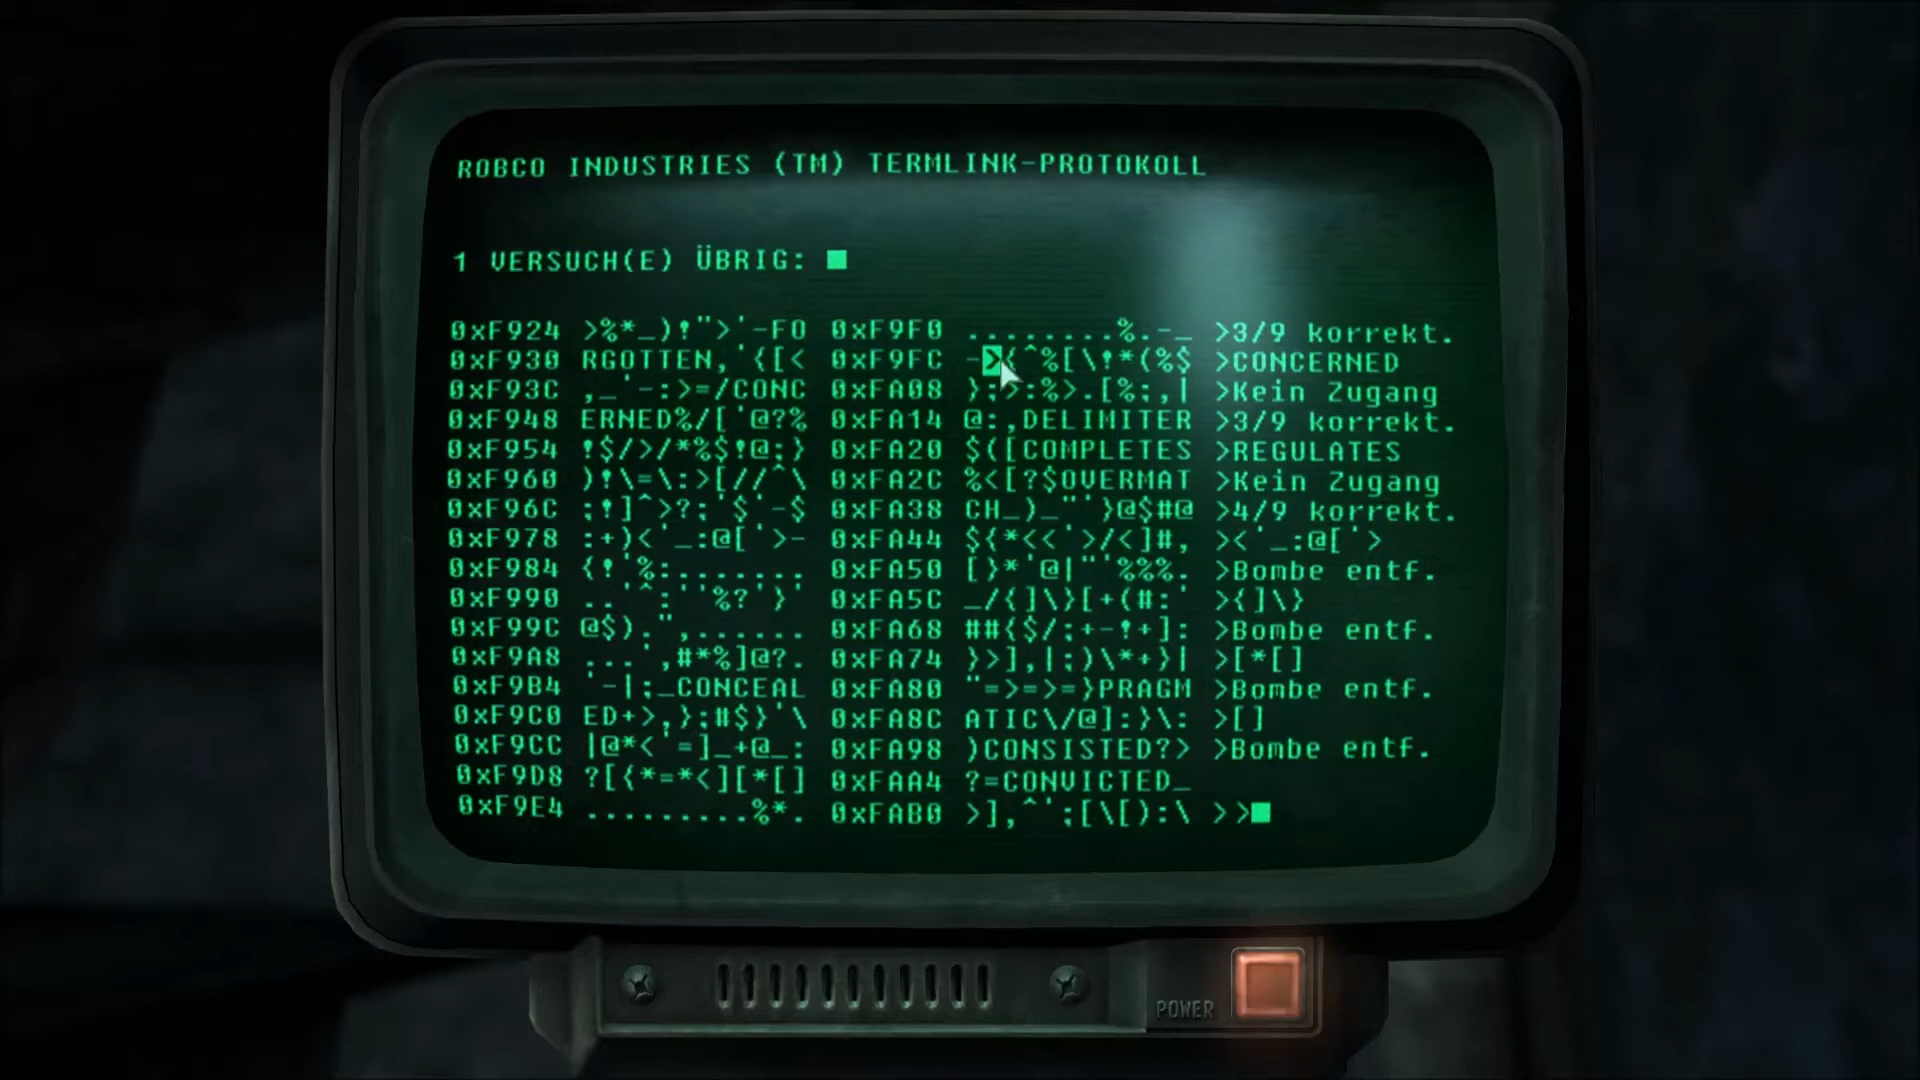 ROBCO INDUSTRIES (TM) TERMLINK-PROTOKOLL
1 VERSUCH(E) ÜBRIG:
0xF924 >%*_)!">'-FO 0xF9F0 ........%.-_ >3/9 korrekt.
0xF930 RGOTTEN,'{[< 0xF9FC ->{^%[\!*(%$ >CONCERNED
0xF93C ,_'-:>=/CONC 0xFA08 };>:%>.[%;,| >Kein Zugang
0xF948 ERNED%/['@?% 0xFA14 @:,DELIMITER >3/9 korrekt.
0xF954 !$/>/*%$!@;} 0xFA20 $([COMPLETES >REGULATES
0xF960 )!\=\:>[//^\ 0xFA2C %<[?$OVERMAT >Kein Zugang
0xF96C ;!]^>?;'$'-$ 0xFA38 CH_)_"'}@$#@ >4/9 korrekt.
0xF978 :+)<'_:@['>- 0xFA44 ${*<<'>/<]#, ><'_:@['>
0xF984 {!'%:....... 0xFA50 [}*'@|"'%%%. >Bombe entf.
0xF990 ..'^:''%?'}' 0xFA5C _/{]\}[+(#:' >{]\}
0xF99C @$).",...... 0xFA68 ##{$/;+-!+]: >Bombe entf.
0xF9A8 ...',#*%]@?. 0xFA74 }>],|;)\*+}| >[*[]
0xF9B4 '-|;_CONCEAL 0xFA80 "=>=>=}PRAGM >Bombe entf.
0xF9C0 ED+>,};#$}'\ 0xFA8C ATIC\/@]:}\: >[]
0xF9CC |@*<'=]_+@_: 0xFA98 )CONSISTED?> >Bombe entf.
0xF9D8 ?[{*=*<][*[] 0xFAA4 ?=CONVICTED_
0xF9E4 .........%*. 0xFAB0 >],^';[\[):\ >>
POWER